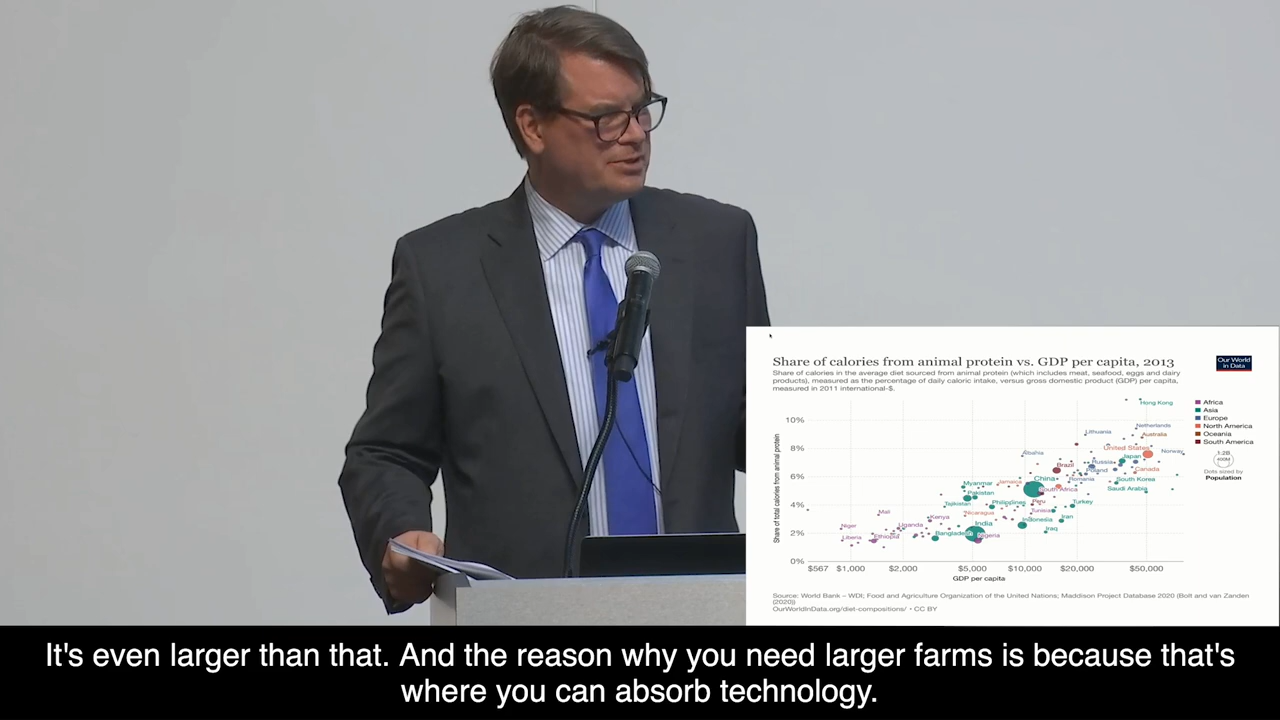 Share of calories from animal protein vs. GDP per capita, 2013
Our World
in Data
Share of calories in the average diet sourced from animal protein (which includes meat, seafood, eggs and dairy
products), measured as the percentage of daily caloric intake, versus gross domestic product (GDP) per capita,
measured in 2011 international-$.
Share of total calories from animal protein
10%
8%
6%
4%
2%
0%
Hong Kong
Netherlands
Lithuania
Australia
United States
Norway
Albania
Japan
Russia
Brazil
Poland
Canada
China
Romania
South Korea
Jamaica
Myanmar
South Africa
Saudi Arabia
Pakistan
Tajikistan
Philippines
Peru
Turkey
Mali
Nicaragua
Tunisia
Kenya
Iran
Indonesia
Niger
Uganda
India
Iraq
Liberia
Ethiopia
Bangladesh
Nigeria
$567
$1,000
$2,000
$5,000
$10,000
$20,000
$50,000
GDP per capita
Africa
Asia
Europe
North America
Oceania
South America
1:2B
600M
Dots sized by
Population
Source: World Bank – WDI; Food and Agriculture Organization of the United Nations; Maddison Project Database 2020 (Bolt and van Zanden
(2020))
OurWorldInData.org/diet-compositions/ • CC BY
It's even larger than that. And the reason why you need larger farms is because that's
where you can absorb technology.